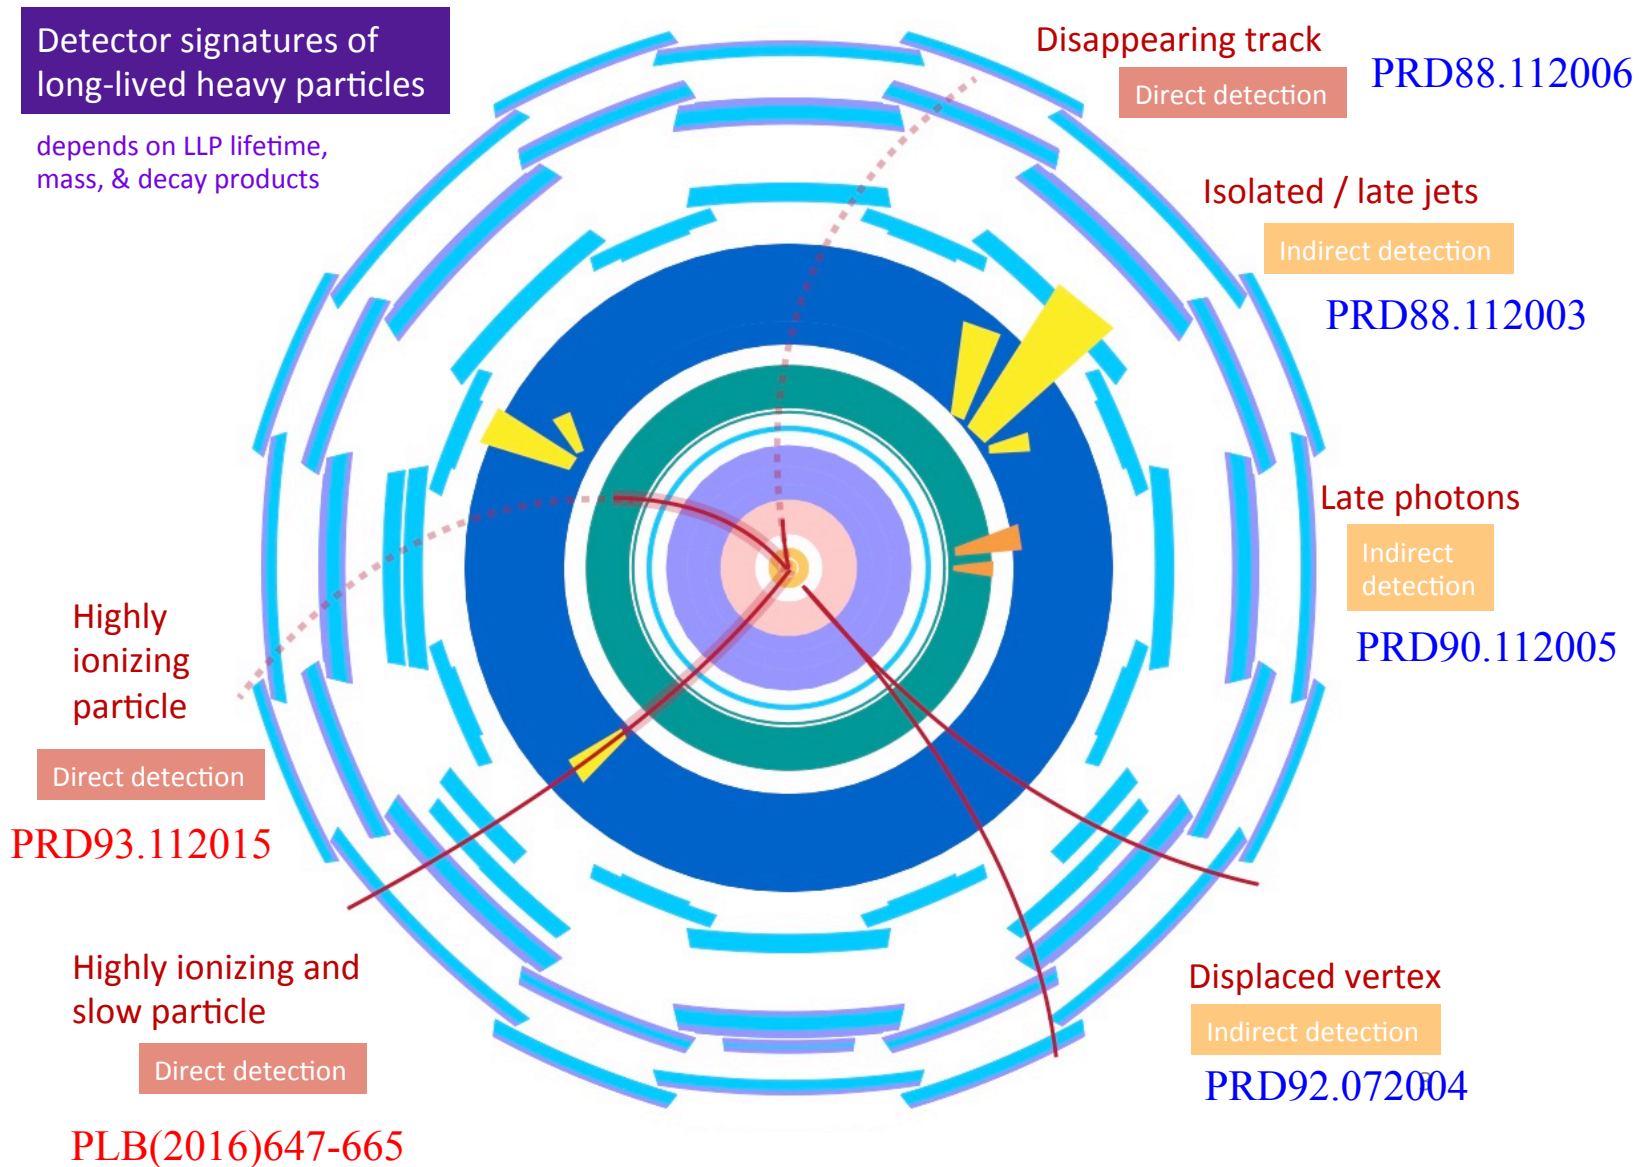 Detector signatures of
long-lived heavy particles
depends on LLP lifetime,
mass, & decay products
Disappearing track
Direct detection
PRD88.112006
Isolated / late jets
Indirect detection
PRD88.112003
Late photons
Indirect
detection
PRD90.112005
Highly
ionizing
particle
Direct detection
PRD93.112015
Highly ionizing and
slow particle
Direct detection
PLB(2016)647-665
Displaced vertex
Indirect detection
PRD92.072004